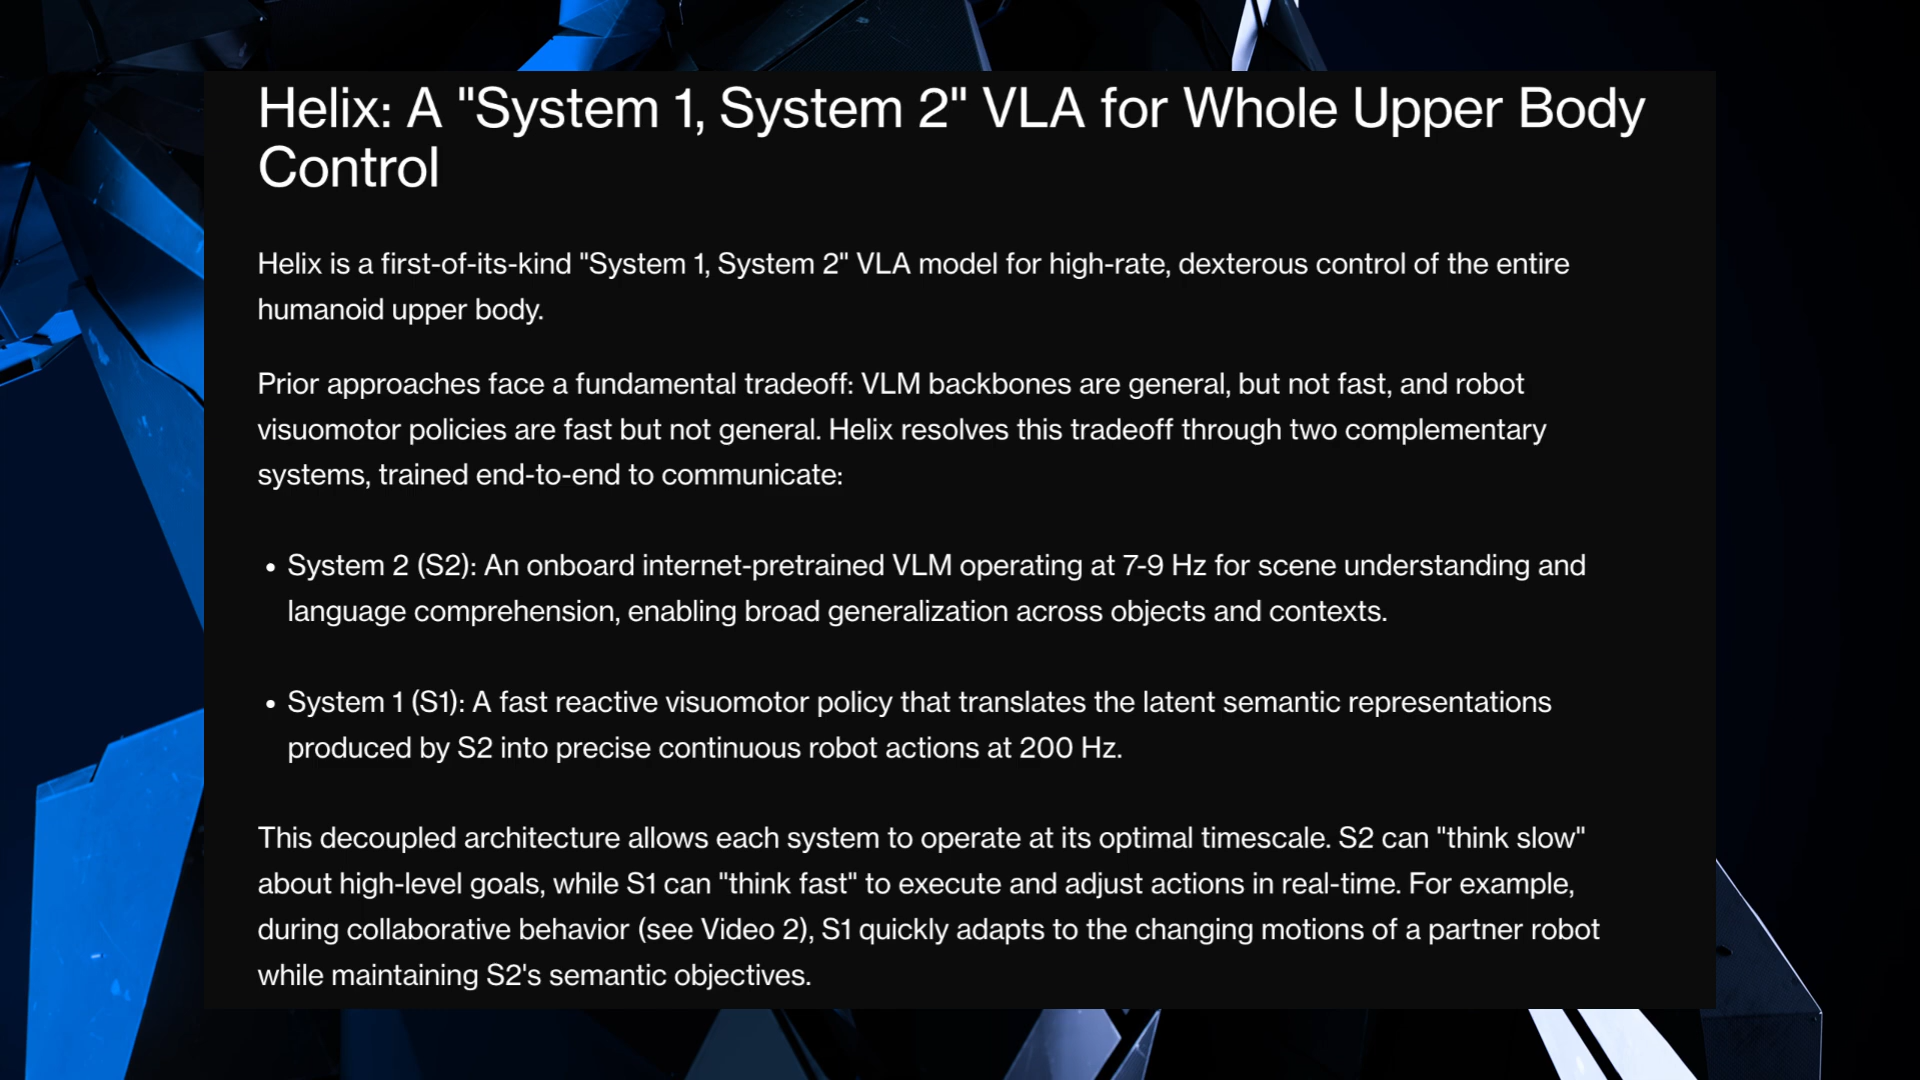 Helix: A "System 1, System 2" VLA for Whole Upper Body
Control
Helix is a first-of-its-kind "System 1, System 2" VLA model for high-rate, dexterous control of the entire
humanoid upper body.
Prior approaches face a fundamental tradeoff: VLM backbones are general, but not fast, and robot
visuomotor policies are fast but not general. Helix resolves this tradeoff through two complementary
systems, trained end-to-end to communicate:
• System 2 (S2): An onboard internet-pretrained VLM operating at 7-9 Hz for scene understanding and
language comprehension, enabling broad generalization across objects and contexts.
• System 1 (S1): A fast reactive visuomotor policy that translates the latent semantic representations
produced by S2 into precise continuous robot actions at 200 Hz.
This decoupled architecture allows each system to operate at its optimal timescale. S2 can "think slow"
about high-level goals, while S1 can "think fast" to execute and adjust actions in real-time. For example,
during collaborative behavior (see Video 2), S1 quickly adapts to the changing motions of a partner robot
while maintaining S2's semantic objectives.